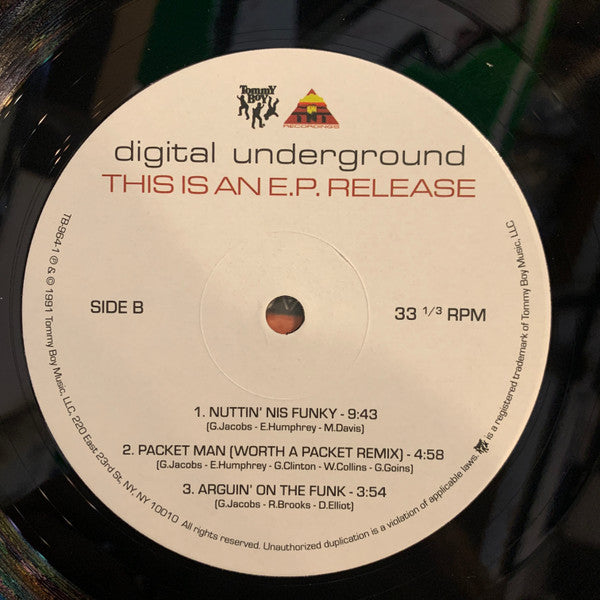 TOMMY BOY
TNT
RECORDINGS
digital underground
THIS IS AN E.P. RELEASE
SIDE B
33 1/3 RPM
1. NUTTIN' NIS FUNKY - 9:43
(G.Jacobs - E.Humphrey - M.Davis)
2. PACKET MAN (WORTH A PACKET REMIX) - 4:58
(G.Jacobs - E.Humphrey - G.Clinton - W.Collins - G.Goins)
3. ARGUIN' ON THE FUNK - 3:54
(G.Jacobs - R.Brooks - D.Elliot)
TB-964-1 ℗ & © 1991 Tommy Boy Music, LLC, 220 East 23rd St, NY, NY 10010 All rights reserved. Unauthorized duplication is a violation of applicable laws. is a registered trademark of Tommy Boy Music, LLC